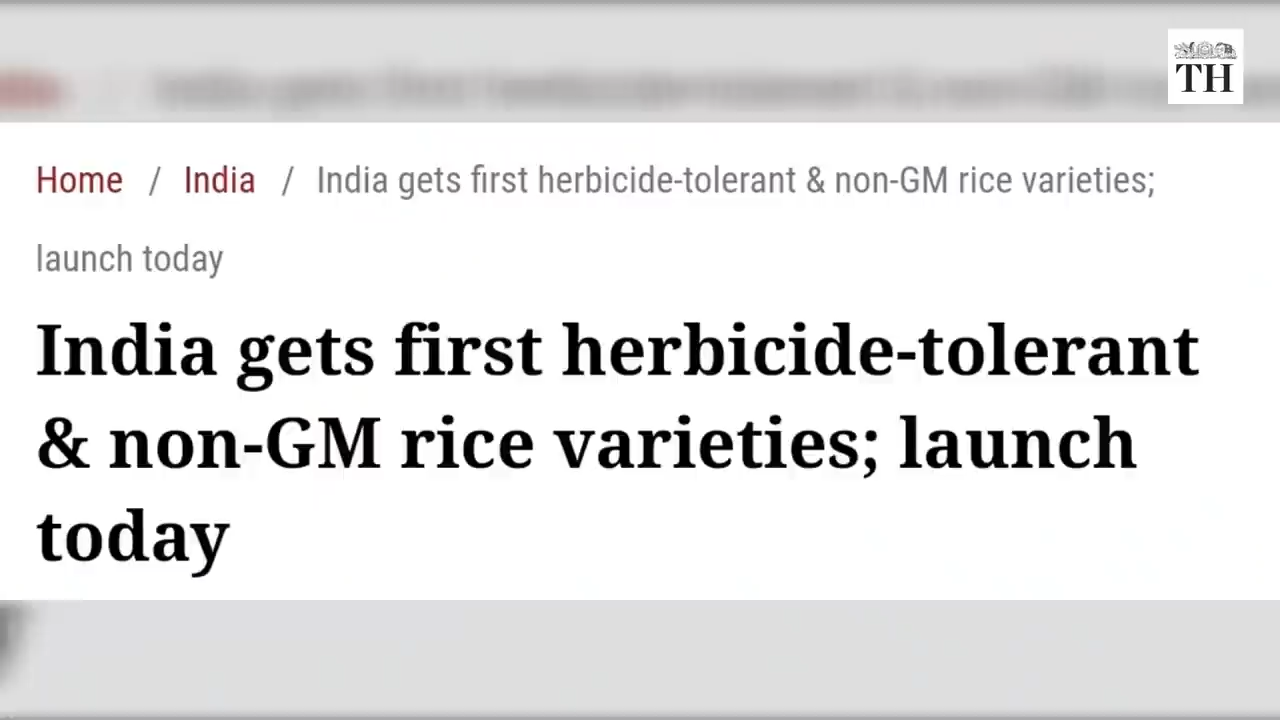 TH
Home / India / India gets first herbicide-tolerant & non-GM rice varieties;
launch today
India gets first herbicide-tolerant
& non-GM rice varieties; launch
today